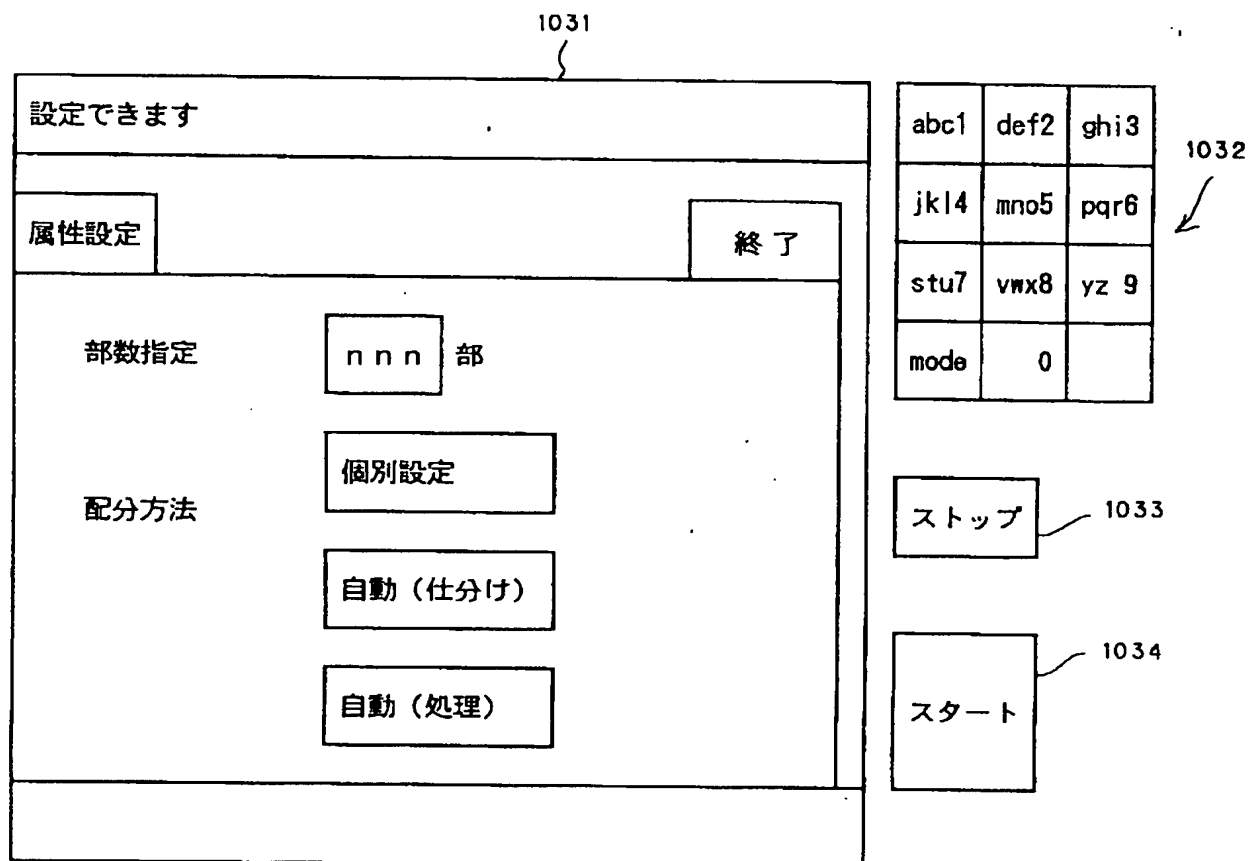 1031
設定できます
属性設定
終了
部数指定
nnn 部
配分方法
個別設定
自動（仕分け）
自動（処理）
abc1 def2 ghi3
jkl4 mno5 pqr6
stu7 vwx8 yz 9
mode 0
1032
ストップ
1033
スタート
1034